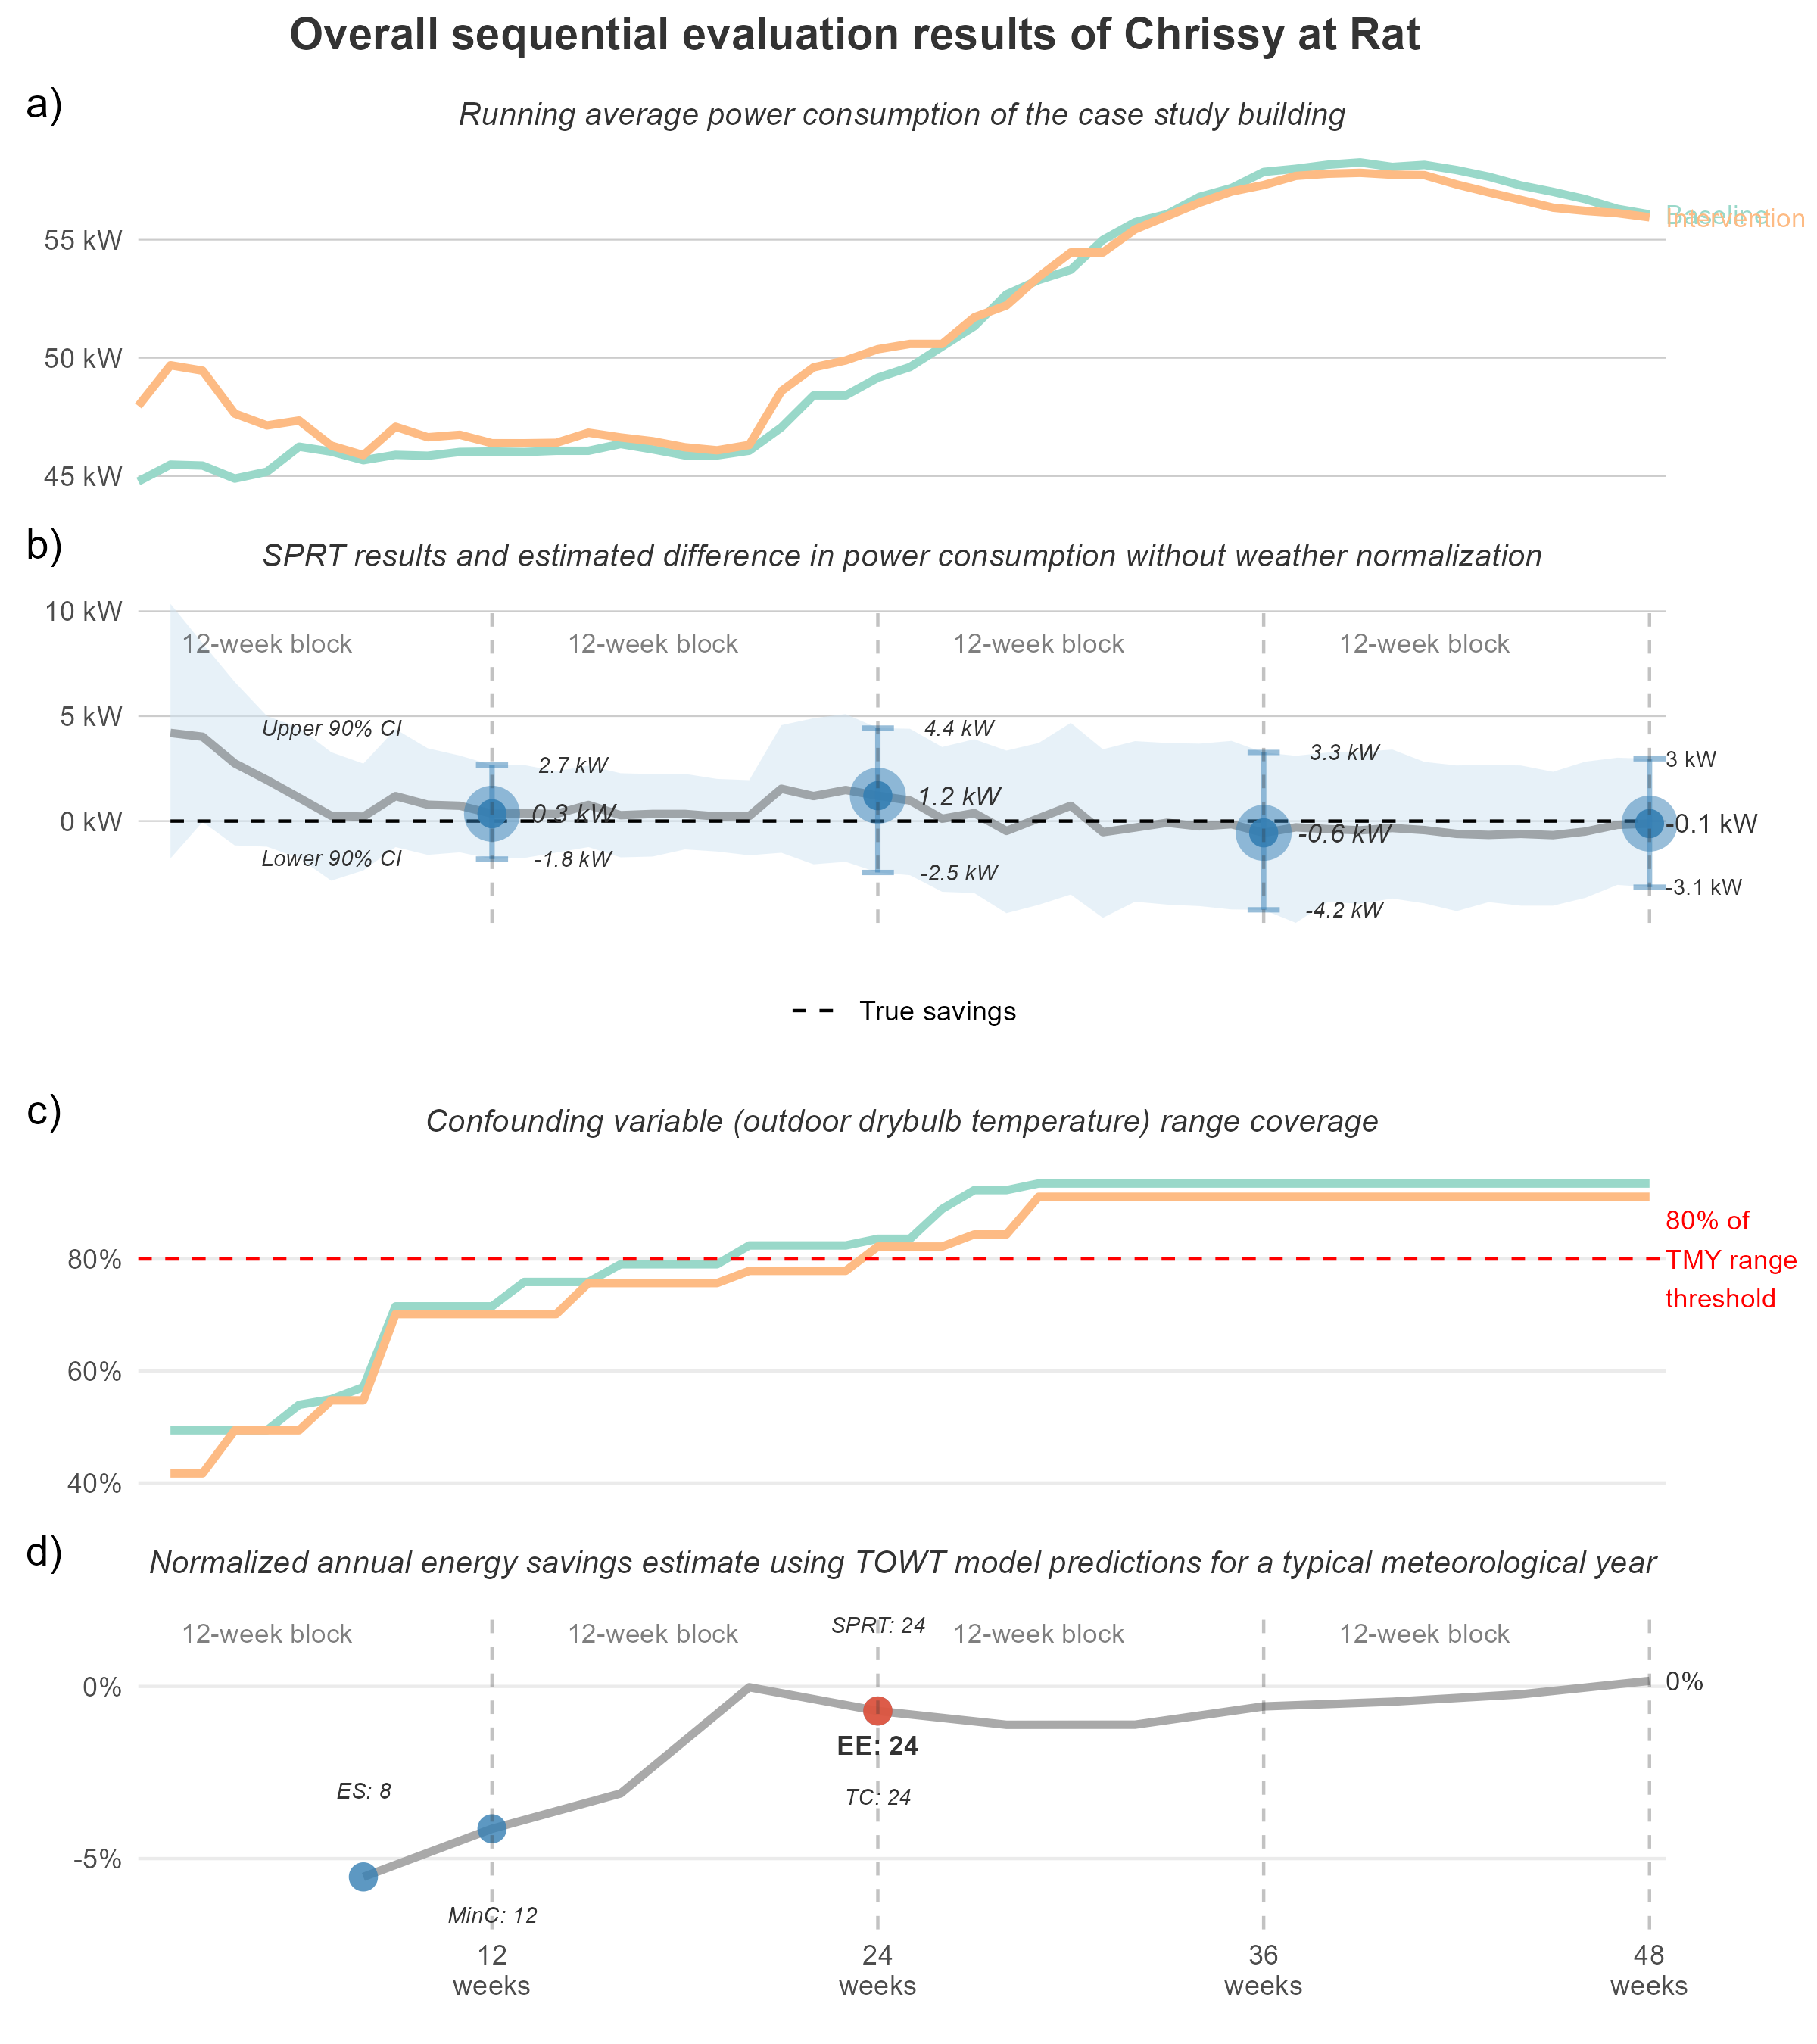 Overall sequential evaluation results of Chrissy at Rat
a)
Running average power consumption of the case study building
Baseline
Intervention
55 kW
50 kW
45 kW
b)
SPRT results and estimated difference in power consumption without weather normalization
10 kW
12-week block 12-week block 12-week block 12-week block
5 kW
Upper 90% CI
4.4 kW
2.7 kW
3.3 kW
3 kW
0 kW
0.3 kW
1.2 kW
-0.6 kW
-0.1 kW
Lower 90% CI
-1.8 kW
-2.5 kW
-4.2 kW
-3.1 kW
True savings
c)
Confounding variable (outdoor drybulb temperature) range coverage
80% of
TMY range
threshold
80%
60%
40%
d)
Normalized annual energy savings estimate using TOWT model predictions for a typical meteorological year
SPRT: 24
12-week block 12-week block 12-week block 12-week block
0%
0%
EE: 24
ES: 8
TC: 24
-5%
MinC: 12
12
weeks
24
weeks
36
weeks
48
weeks